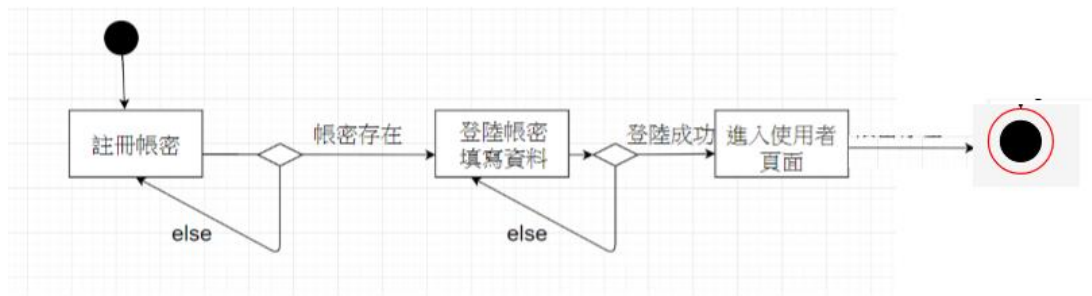 註冊帳密
帳密存在
登陸帳密
填寫資料
登陸成功
進入使用者
頁面
else
else